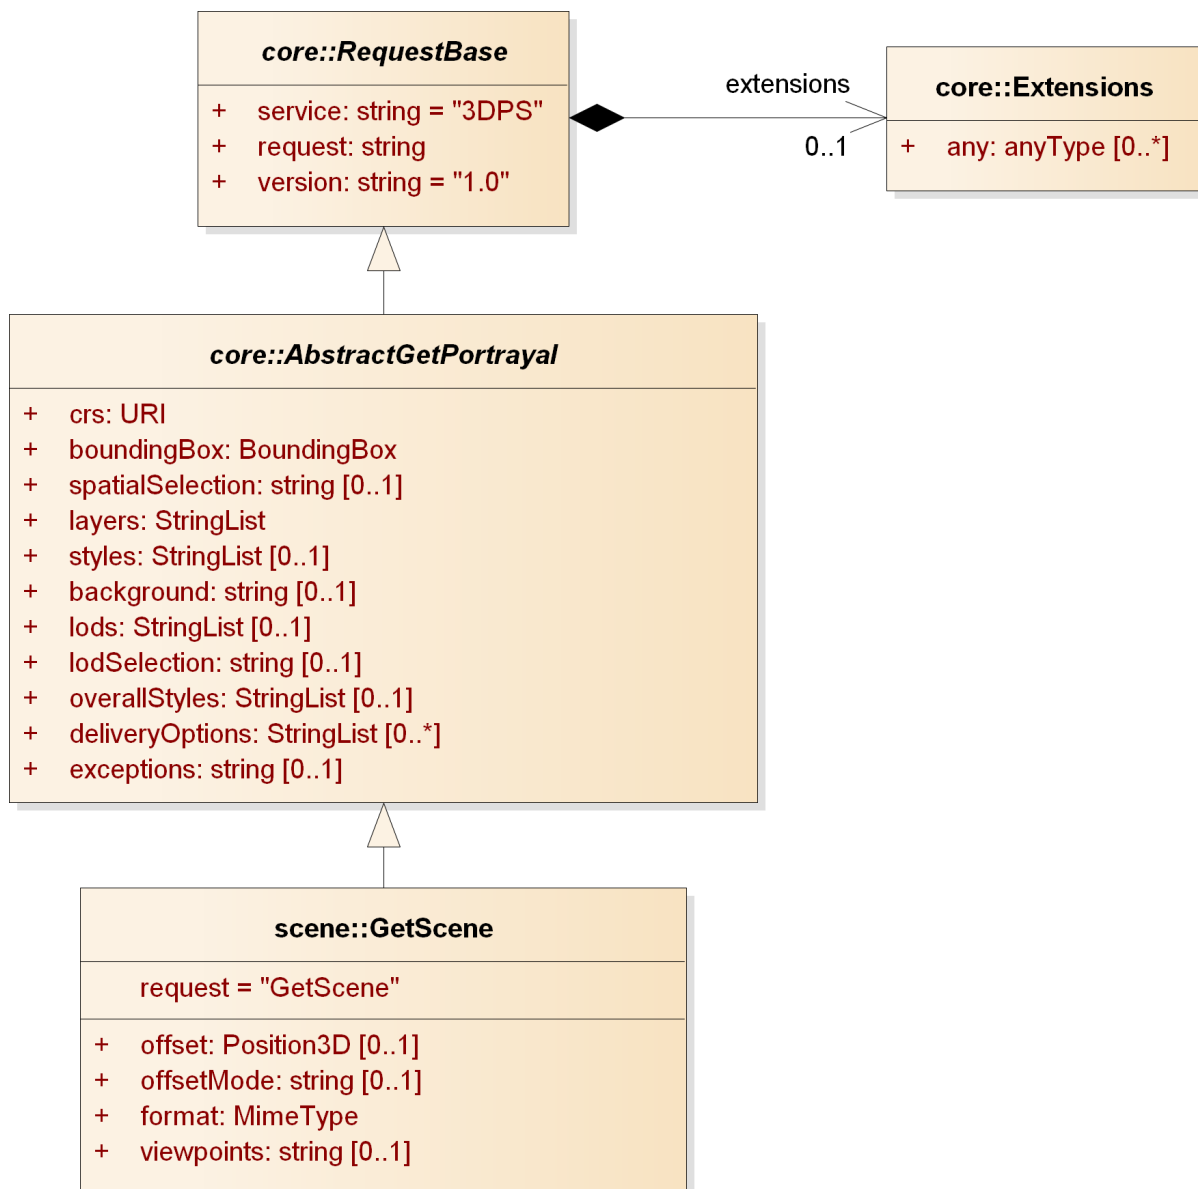 core::RequestBase
+ service: string = "3DPS"
+ request: string
+ version: string = "1.0"
extensions
0..1
core::Extensions
+ any: anyType [0..*]
core::AbstractGetPortrayal
+ crs: URI
+ boundingBox: BoundingBox
+ spatialSelection: string [0..1]
+ layers: StringList
+ styles: StringList [0..1]
+ background: string [0..1]
+ lods: StringList [0..1]
+ lodSelection: string [0..1]
+ overallStyles: StringList [0..1]
+ deliveryOptions: StringList [0..*]
+ exceptions: string [0..1]
scene::GetScene
request = "GetScene"
+ offset: Position3D [0..1]
+ offsetMode: string [0..1]
+ format: MimeType
+ viewpoints: string [0..1]